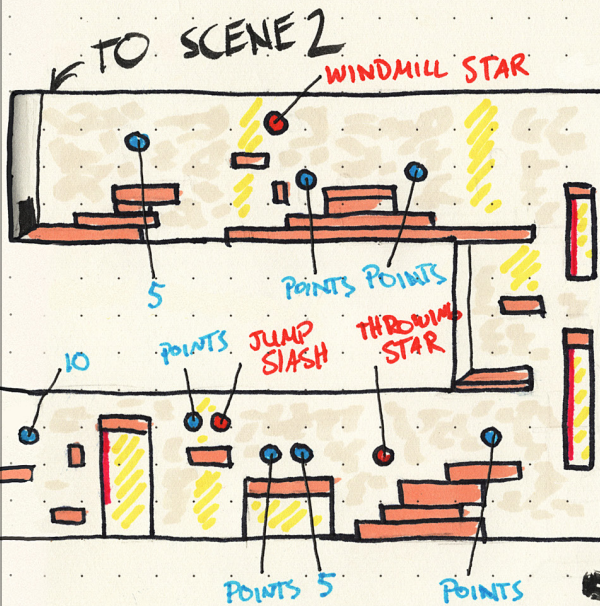 TO SCENE 2
WINDMILL STAR
5
POINTS
POINTS
10
POINTS
JUMP
SLASH
THROWING
STAR
POINTS
5
POINTS